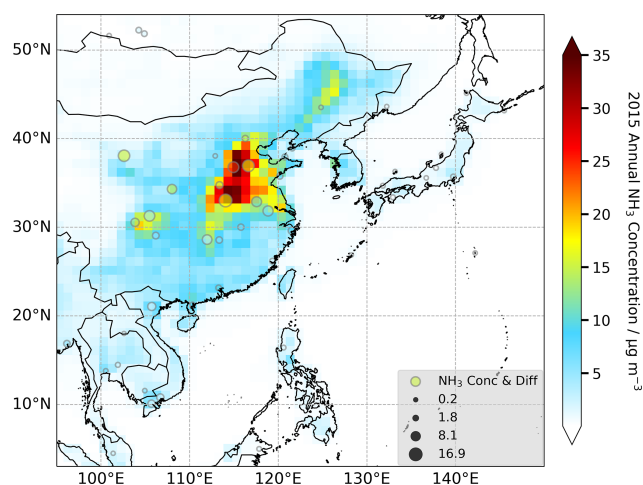 50°N
40°N
30°N
20°N
10°N
100°E
110°E
120°E
130°E
140°E
NH₃ Conc & Diff
0.2
1.8
8.1
16.9
35
30
25
20
15
10
5
2015 Annual NH₃ Concentration / μg m⁻³